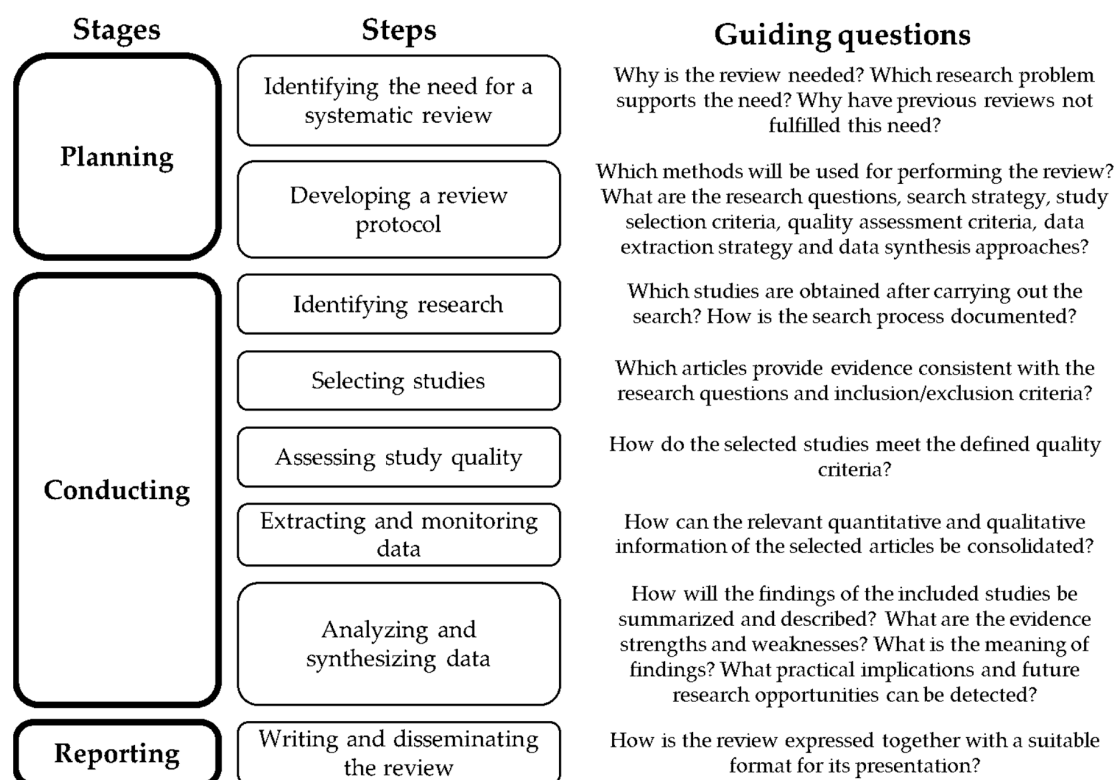 Stages
Steps
Guiding questions
Planning
Identifying the need for a
systematic review
Why is the review needed? Which research problem
supports the need? Why have previous reviews not
fulfilled this need?
Developing a review
protocol
Which methods will be used for performing the review?
What are the research questions, search strategy, study
selection criteria, quality assessment criteria, data
extraction strategy and data synthesis approaches?
Conducting
Identifying research
Which studies are obtained after carrying out the
search? How is the search process documented?
Selecting studies
Which articles provide evidence consistent with the
research questions and inclusion/exclusion criteria?
Assessing study quality
How do the selected studies meet the defined quality
criteria?
Extracting and monitoring
data
How can the relevant quantitative and qualitative
information of the selected articles be consolidated?
Analyzing and
synthesizing data
How will the findings of the included studies be
summarized and described? What are the evidence
strengths and weaknesses? What is the meaning of
findings? What practical implications and future
research opportunities can be detected?
Reporting
Writing and disseminating
the review
How is the review expressed together with a suitable
format for its presentation?